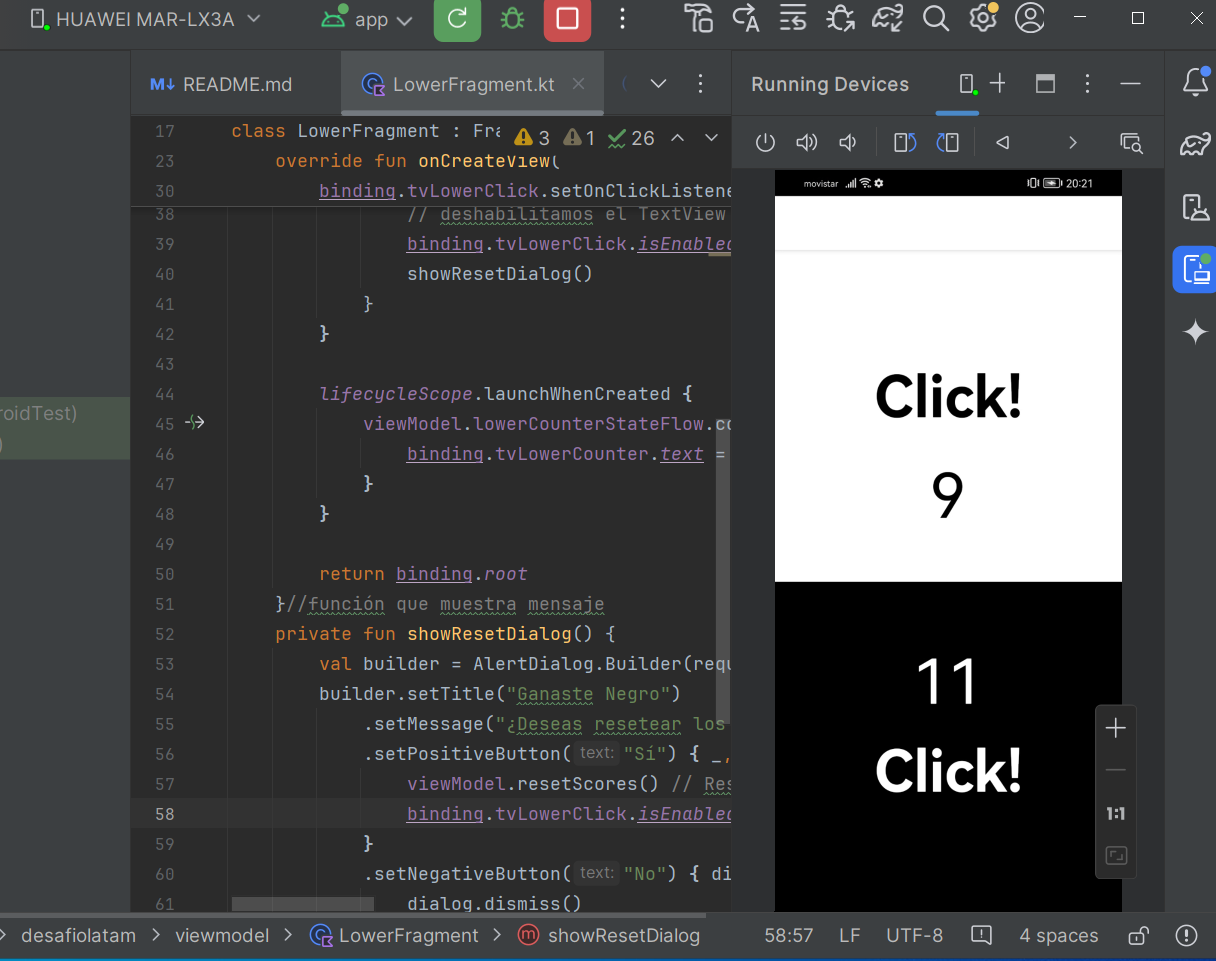 HUAWEI MAR-LX3A app
README.md LowerFragment.kt Running Devices
17 class LowerFragment : Fra 3 1 26
23 override fun onCreateView(
30 binding.tvLowerClick.setOnClickListene
38 // deshabilitamos el TextView
39 binding.tvLowerClick.isEnabled
40 showResetDialog()
41 }
42 }
43
44 lifecycleScope.launchWhenCreated {
45 viewModel.lowerCounterStateFlow.co
46 binding.tvLowerCounter.text =
47 }
48 }
49
50 return binding.root
51 }//función que muestra mensaje
52 private fun showResetDialog() {
53 val builder = AlertDialog.Builder(requ
54 builder.setTitle("Ganaste Negro")
55 .setMessage("¿Deseas resetear los
56 .setPositiveButton( text: "Sí") { _,
57 viewModel.resetScores() // Res
58 binding.tvLowerClick.isEnabled
59 }
60 .setNegativeButton( text: "No") { di
61 dialog.dismiss()
roidTest)
)
movistar 20:21
Click!
9
11
Click!
1:1
desafiolatam > viewmodel > LowerFragment > showResetDialog 58:57 LF UTF-8 4 spaces